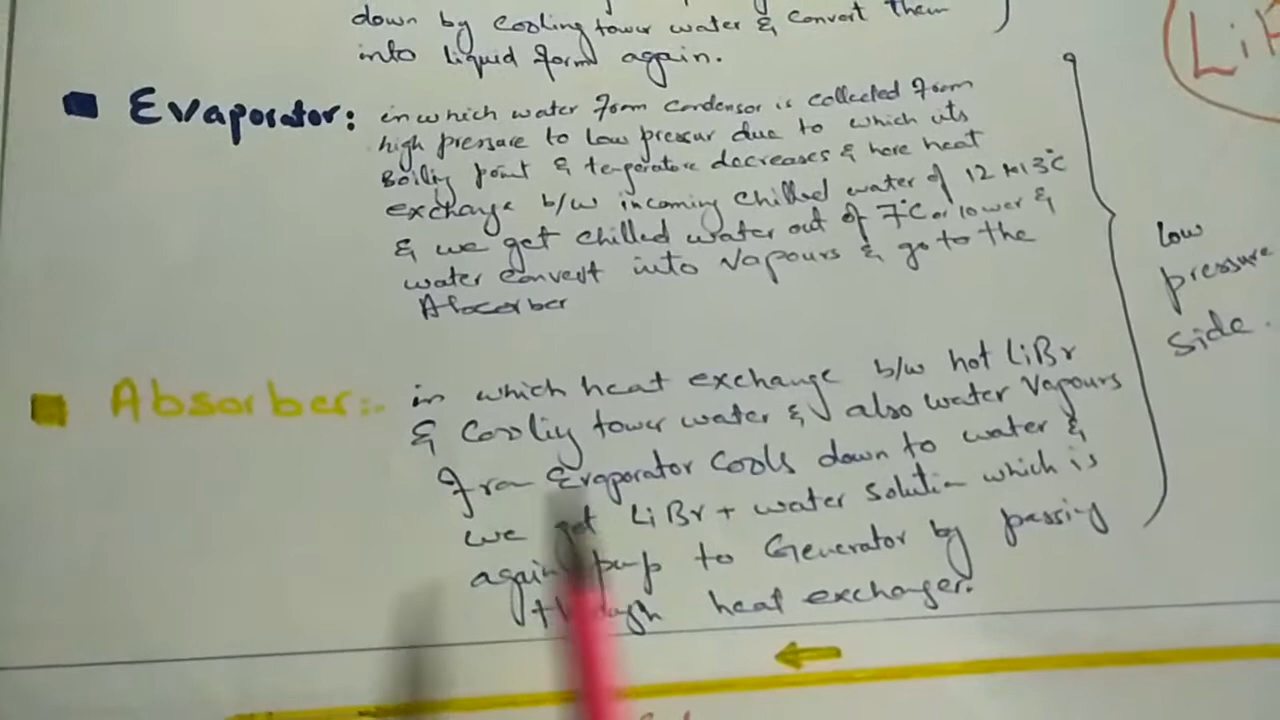 down by cooling tower water & convert them
into liquid form again.
Evaporator: in which water from condensor is collected from
high pressure to low pressur due to which its
Boiling point & temperature decreases & here heat
exchange b/w incoming chilled water of 12 to 13°C
& we get chilled water out of 7°C or lower &
water convert into Vapours & go to the
Absorber
low
pressure
side.
Absorber:- in which heat exchange b/w hot LiBr
& Cooling tower water & also water Vapours
from Evaporator cools down to water &
we get LiBr + water solution which is
again pump to Generator by passing
through heat exchanger.